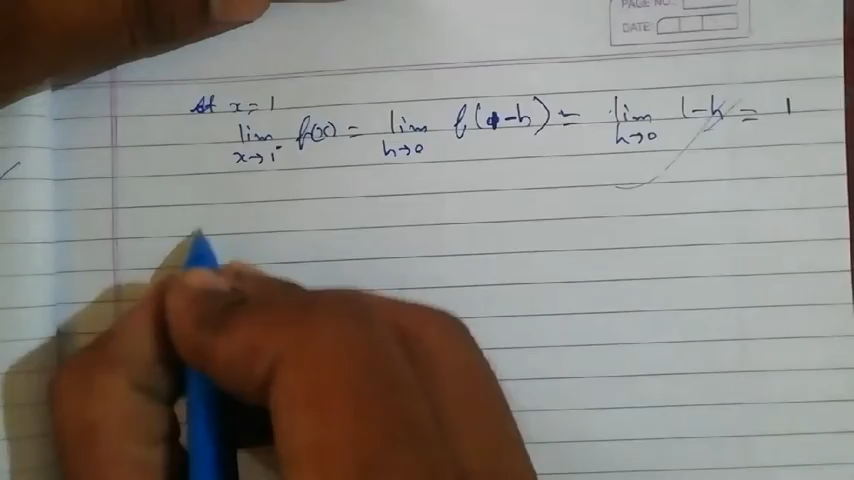 PAGE NO.
DATE:
At x = 1
lim f(x) = lim f(1-h) = lim 1-h = 1
x→1⁻ h→0 h→0